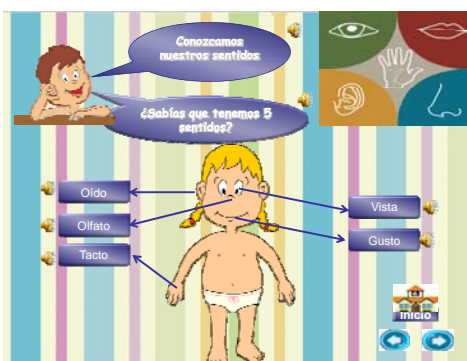 Conozcamos
nuestros sentidos
¿Sabías que tenemos 5
sentidos?
Oído
Olfato
Tacto
Vista
Gusto
Inicio